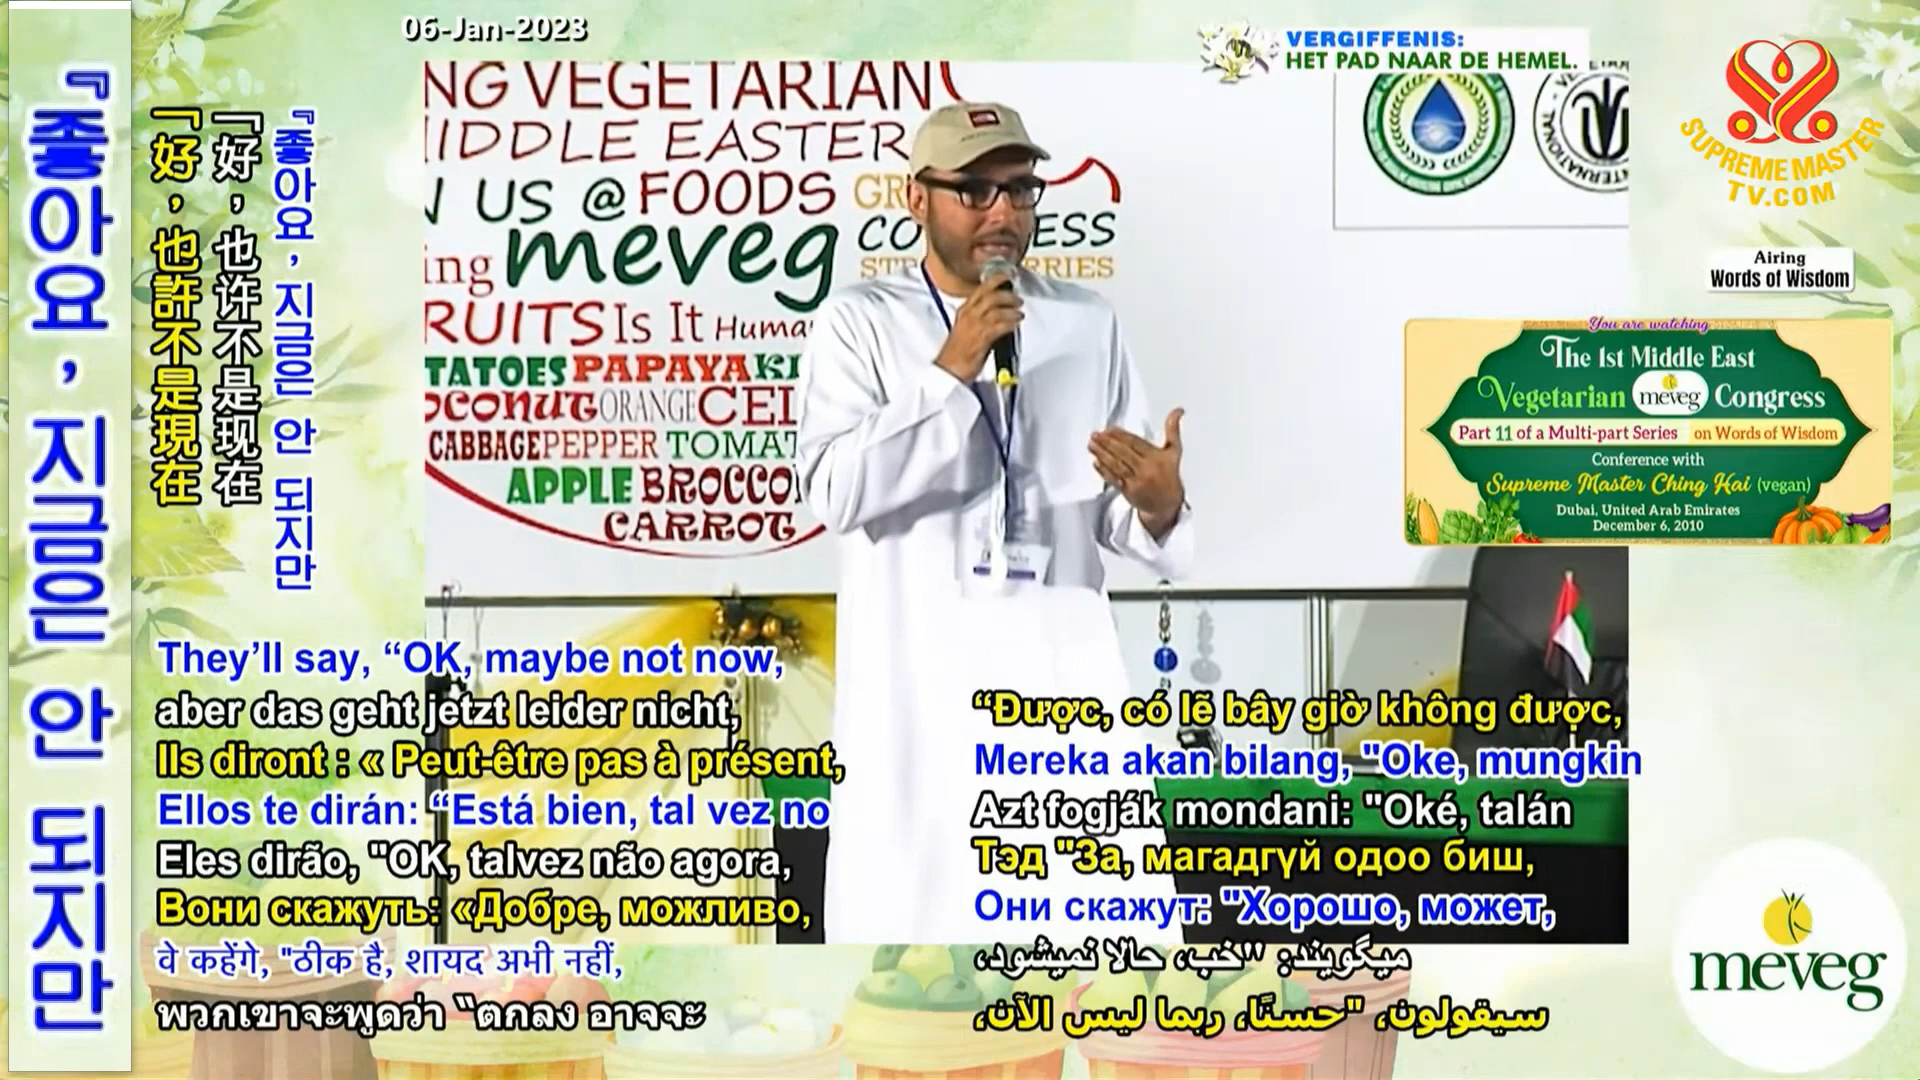 06-Jan-2023
VERGIFFENIS:
HET PAD NAAR DE HEMEL.
SUPREME MASTER
TV.COM
Airing
Words of Wisdom
You are watching
The 1st Middle East
Vegetarian meveg Congress
Part 11 of a Multi-part Series on Words of Wisdom
Conference with
Supreme Master Ching Hai (vegan)
Dubai, United Arab Emirates
December 6, 2010
『좋아요, 지금은 안 되지만
「好，也許不是現在
「好，也许不是现在
『좋아요, 지금은 안 되지만
NG VEGETARIAN
IDDLE EASTER
US @ FOODS
ing meveg
RUITS Is It Huma
TATOES PAPAYA KI
OCONUT ORANGE CEL
CABBAGE PEPPER TOMAT
APPLE BROCCO
CARROT
They’ll say, “OK, maybe not now,
aber das geht jetzt leider nicht,
Ils diront : « Peut-être pas à présent,
Ellos te dirán: “Está bien, tal vez no
Eles dirão, "OK, talvez não agora,
Вони скажуть: «Добре, можливо,
वे कहेंगे, "ठीक है, शायद अभी नहीं,
พวกเขาจะพูดว่า “ตกลง อาจจะ
“Được, có lẽ bây giờ không được,
Mereka akan bilang, "Oke, mungkin
Azt fogják mondani: "Oké, talán
Тэд "За, магадгүй одоо биш,
Они скажут: "Хорошо, может,
میگویند: "خب، حالا نمیشود،
سيقولون، "حسنًا، ربما ليس الآن،
meveg